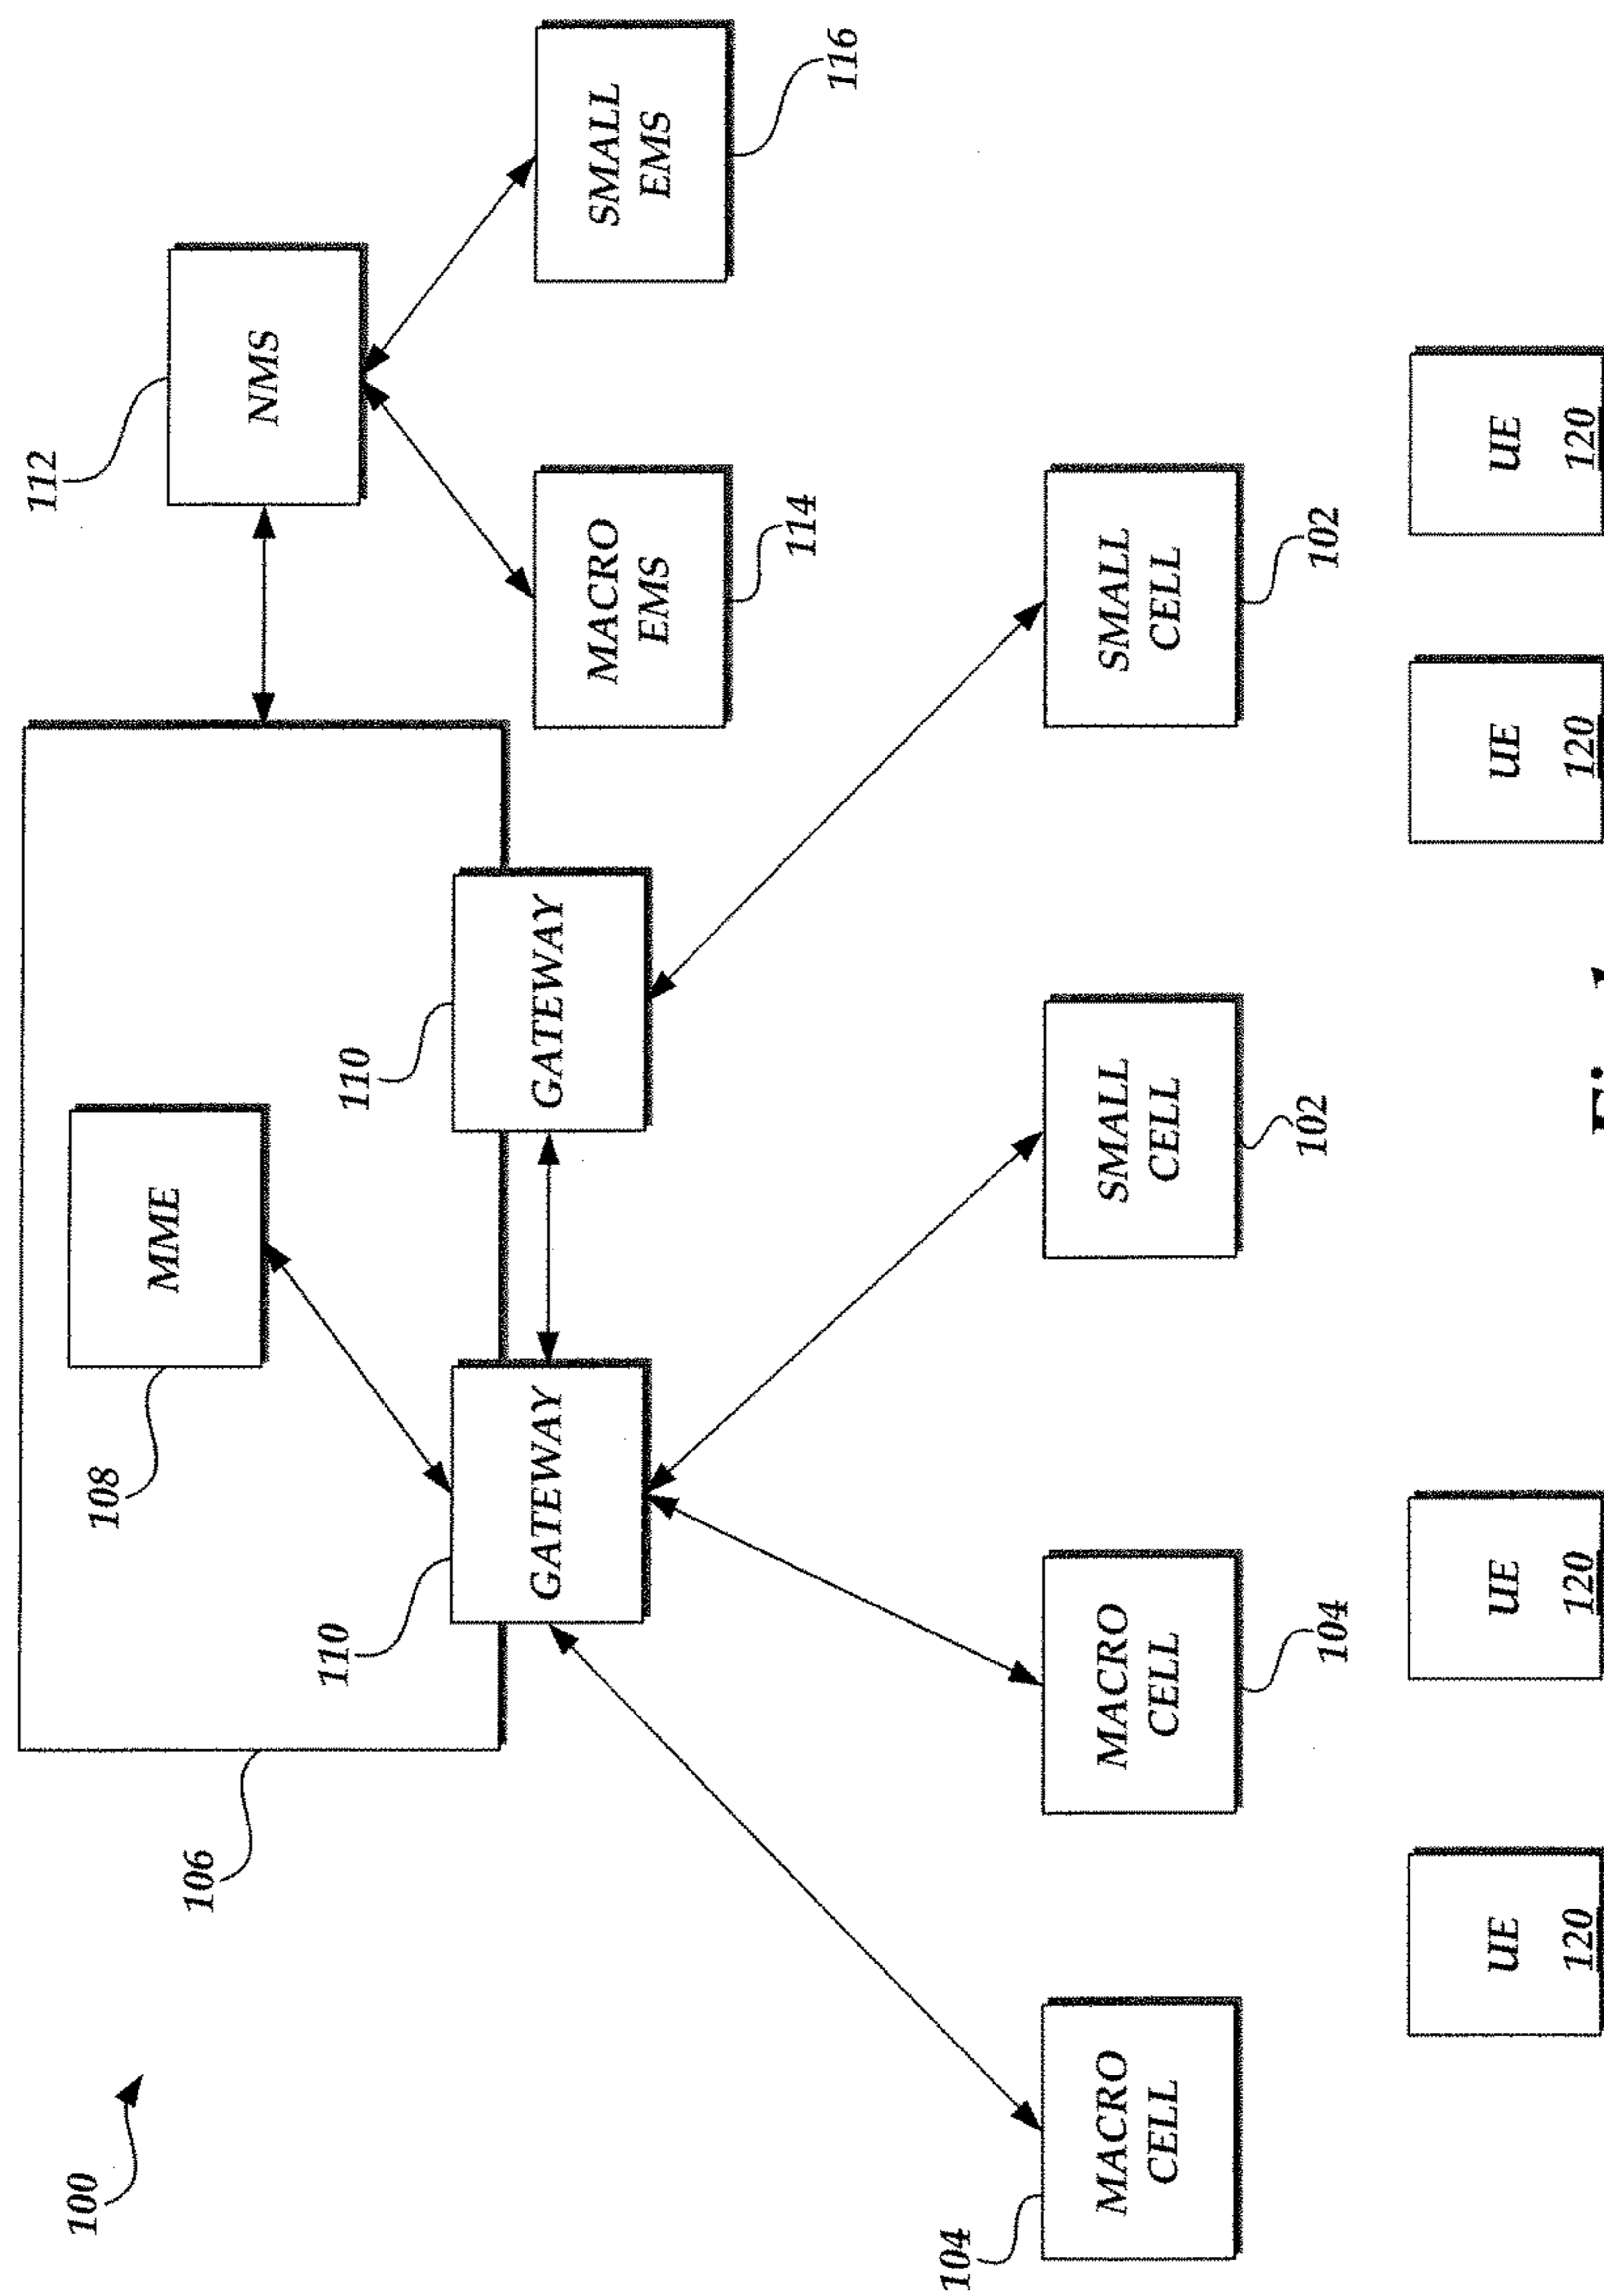 112
100
108
MME
106
NMS
110
110
GATEWAY
GATEWAY
MACRO
EMS
SMALL
EMS
114
116
104
MACRO
CELL
MACRO
CELL
SMALL
CELL
SMALL
CELL
104
102
102
UE
120
UE
120
UE
120
UE
120